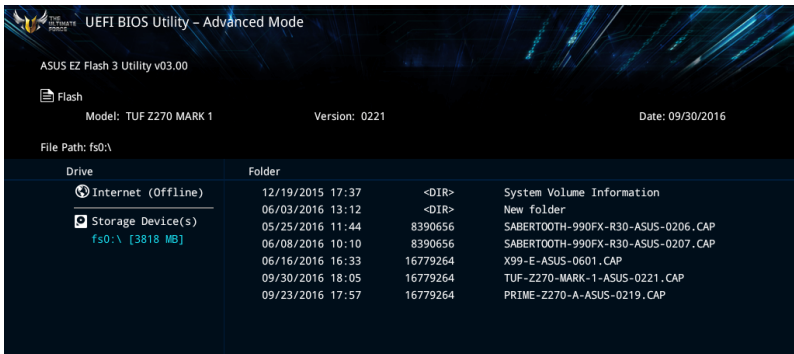 THE ULTIMATE FORCE
UEFI BIOS Utility – Advanced Mode
ASUS EZ Flash 3 Utility v03.00
Flash
Model: TUF Z270 MARK 1 Version: 0221 Date: 09/30/2016
File Path: fs0:\
Drive Folder
Internet (Offline) 12/19/2015 17:37 <DIR> System Volume Information
06/03/2016 13:12 <DIR> New folder
Storage Device(s) 05/25/2016 11:44 8390656 SABERTOOTH-990FX-R30-ASUS-0206.CAP
fs0:\ [3818 MB] 06/08/2016 10:10 8390656 SABERTOOTH-990FX-R30-ASUS-0207.CAP
06/16/2016 16:33 16779264 X99-E-ASUS-0601.CAP
09/30/2016 18:05 16779264 TUF-Z270-MARK-1-ASUS-0221.CAP
09/23/2016 17:57 16779264 PRIME-Z270-A-ASUS-0219.CAP